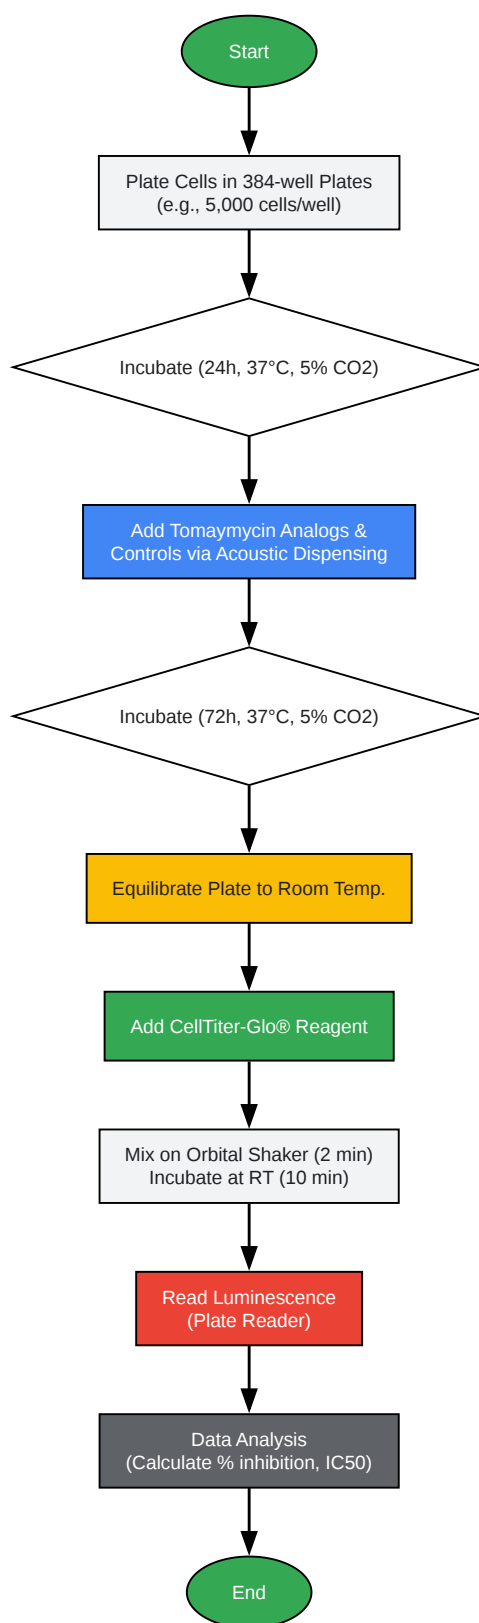 Start
Plate Cells in 384-well Plates
(e.g., 5,000 cells/well)
Incubate (24h, 37°C, 5% CO2)
Add Tomaymycin Analogs &
Controls via Acoustic Dispensing
Incubate (72h, 37°C, 5% CO2)
Equilibrate Plate to Room Temp.
Add CellTiter-Glo® Reagent
Mix on Orbital Shaker (2 min)
Incubate at RT (10 min)
Read Luminescence
(Plate Reader)
Data Analysis
(Calculate % inhibition, IC50)
End